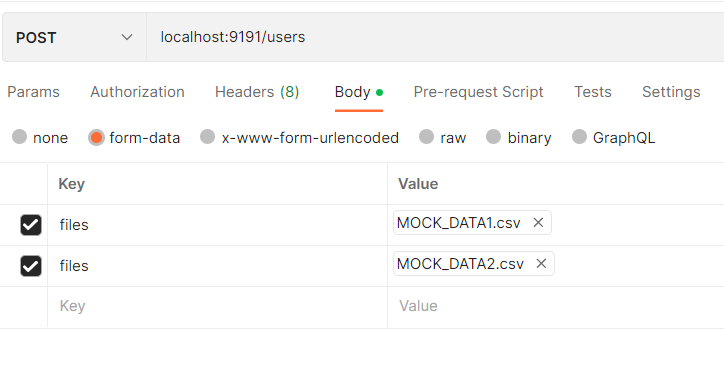 POST localhost:9191/users
Params Authorization Headers (8) Body Pre-request Script Tests Settings
none form-data x-www-form-urlencoded raw binary GraphQL
Key Value
files MOCK_DATA1.csv
files MOCK_DATA2.csv
Key Value